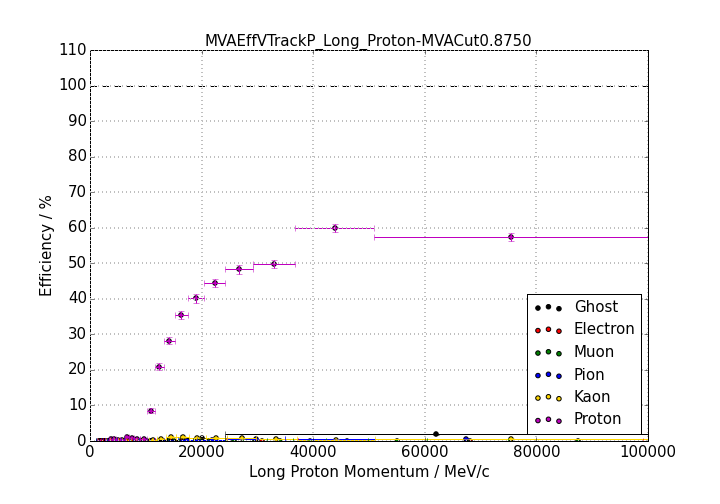 MVAEffVTrackP_Long_Proton-MVACut0.8750
110
100
90
80
70
60
50
40
30
20
10
0
Efficiency / %
Ghost
Electron
Muon
Pion
Kaon
Proton
0 20000 40000 60000 80000 100000
Long Proton Momentum / MeV/c